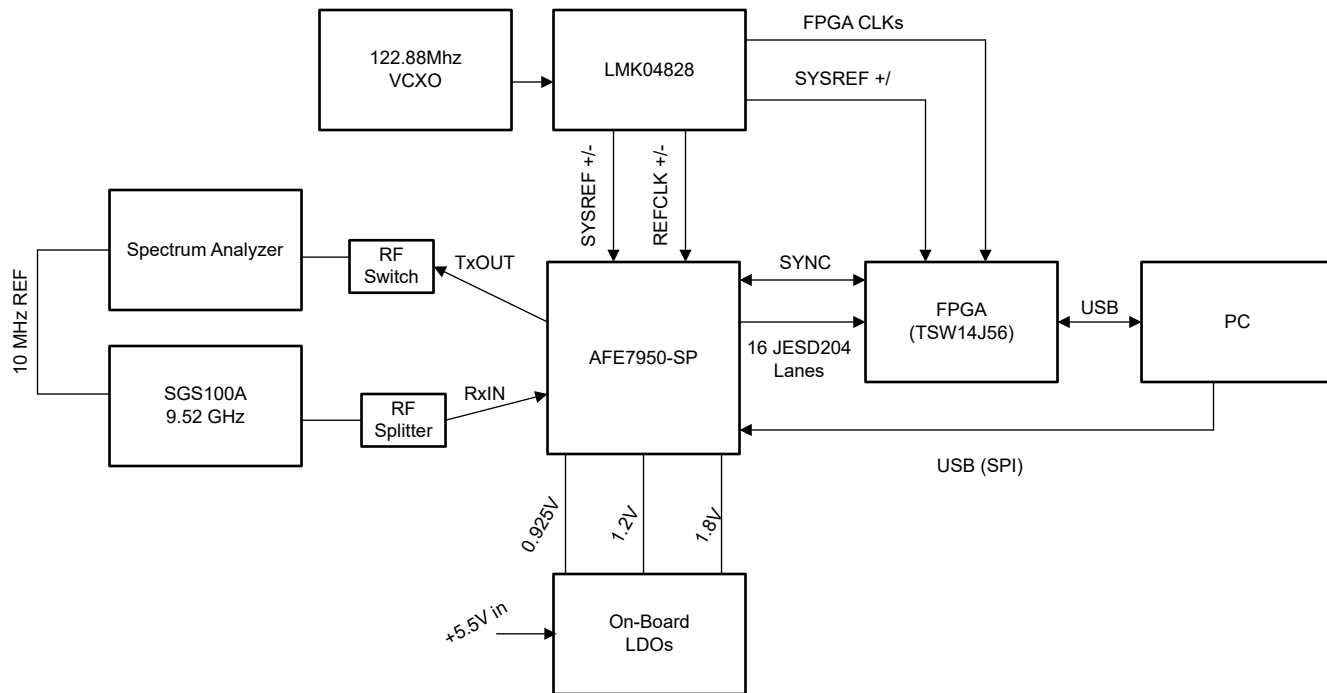 122.88Mhz
VCXO
LMK04828
FPGA CLKs
SYSREF +/
SYSREF +/-
REFCLK +/-
Spectrum Analyzer
RF
Switch
TxOUT
10 MHz REF
SGS100A
9.52 GHz
RF
Splitter
RxIN
AFE7950-SP
SYNC
16 JESD204
Lanes
FPGA
(TSW14J56)
USB
PC
USB (SPI)
0.925V
1.2V
1.8V
+5.5V in
On-Board
LDOs